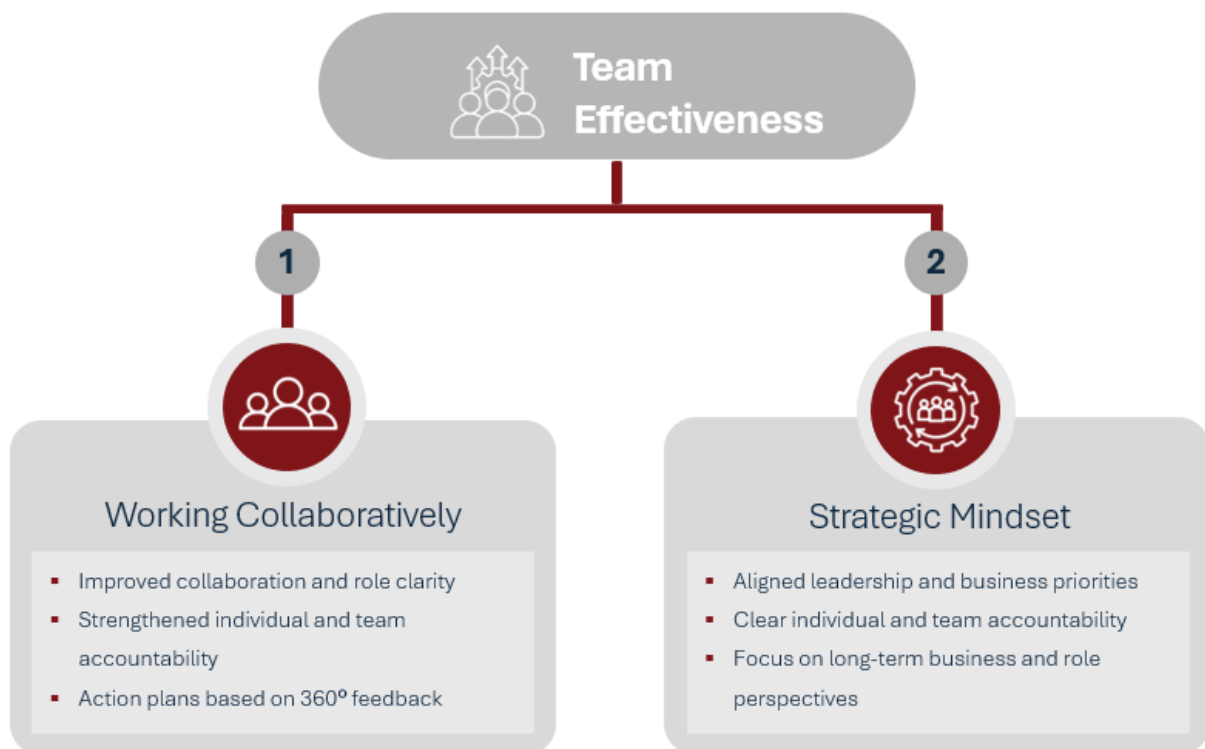 Team
Effectiveness
1
2
Working Collaboratively
▪ Improved collaboration and role clarity
▪ Strengthened individual and team
accountability
▪ Action plans based on 360° feedback
Strategic Mindset
▪ Aligned leadership and business priorities
▪ Clear individual and team accountability
▪ Focus on long-term business and role
perspectives